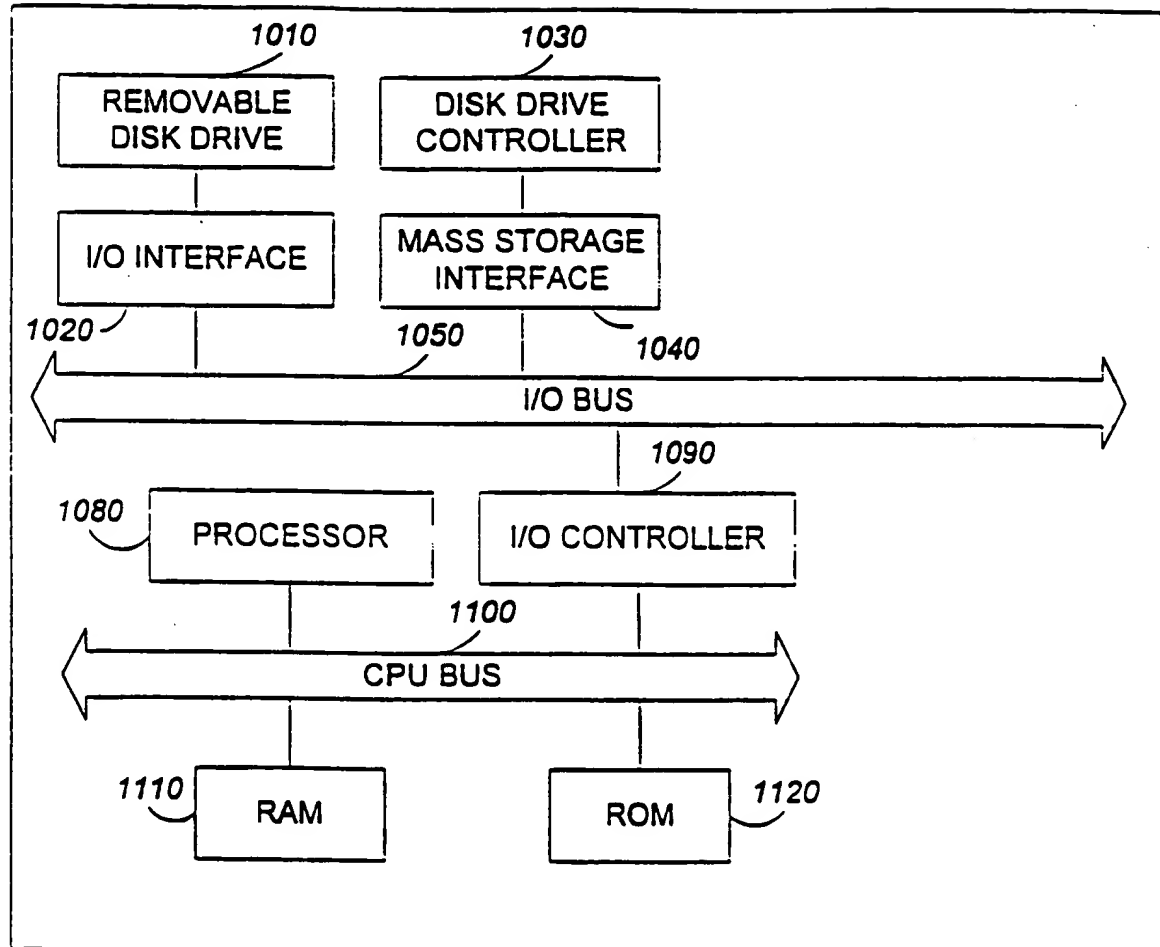 1010
1030
REMOVABLE
DISK DRIVE
DISK DRIVE
CONTROLLER
I/O INTERFACE
MASS STORAGE
INTERFACE
1020
1050
1040
I/O BUS
1090
1080
PROCESSOR
I/O CONTROLLER
1100
CPU BUS
1110
RAM
ROM
1120